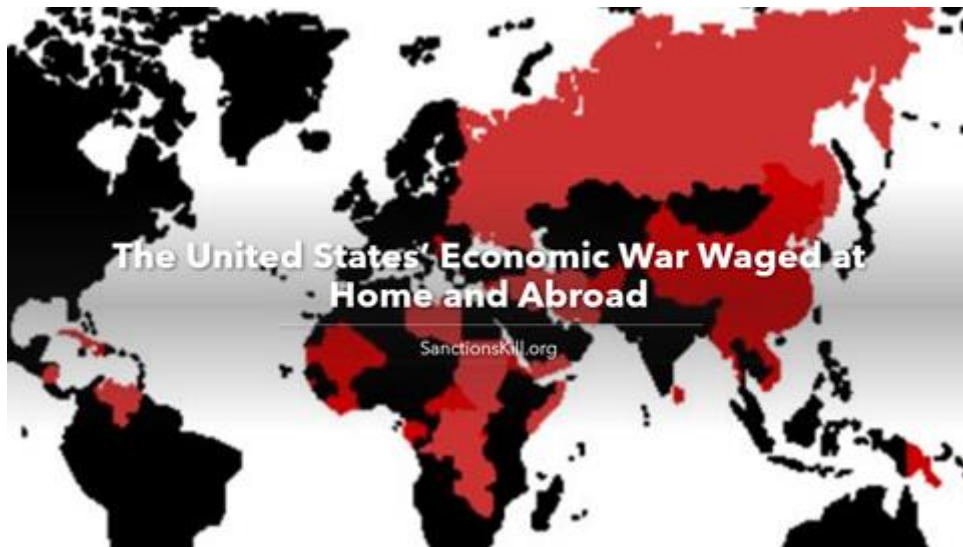 The United States’ Economic War Waged at
Home and Abroad
SanctionsKill.org